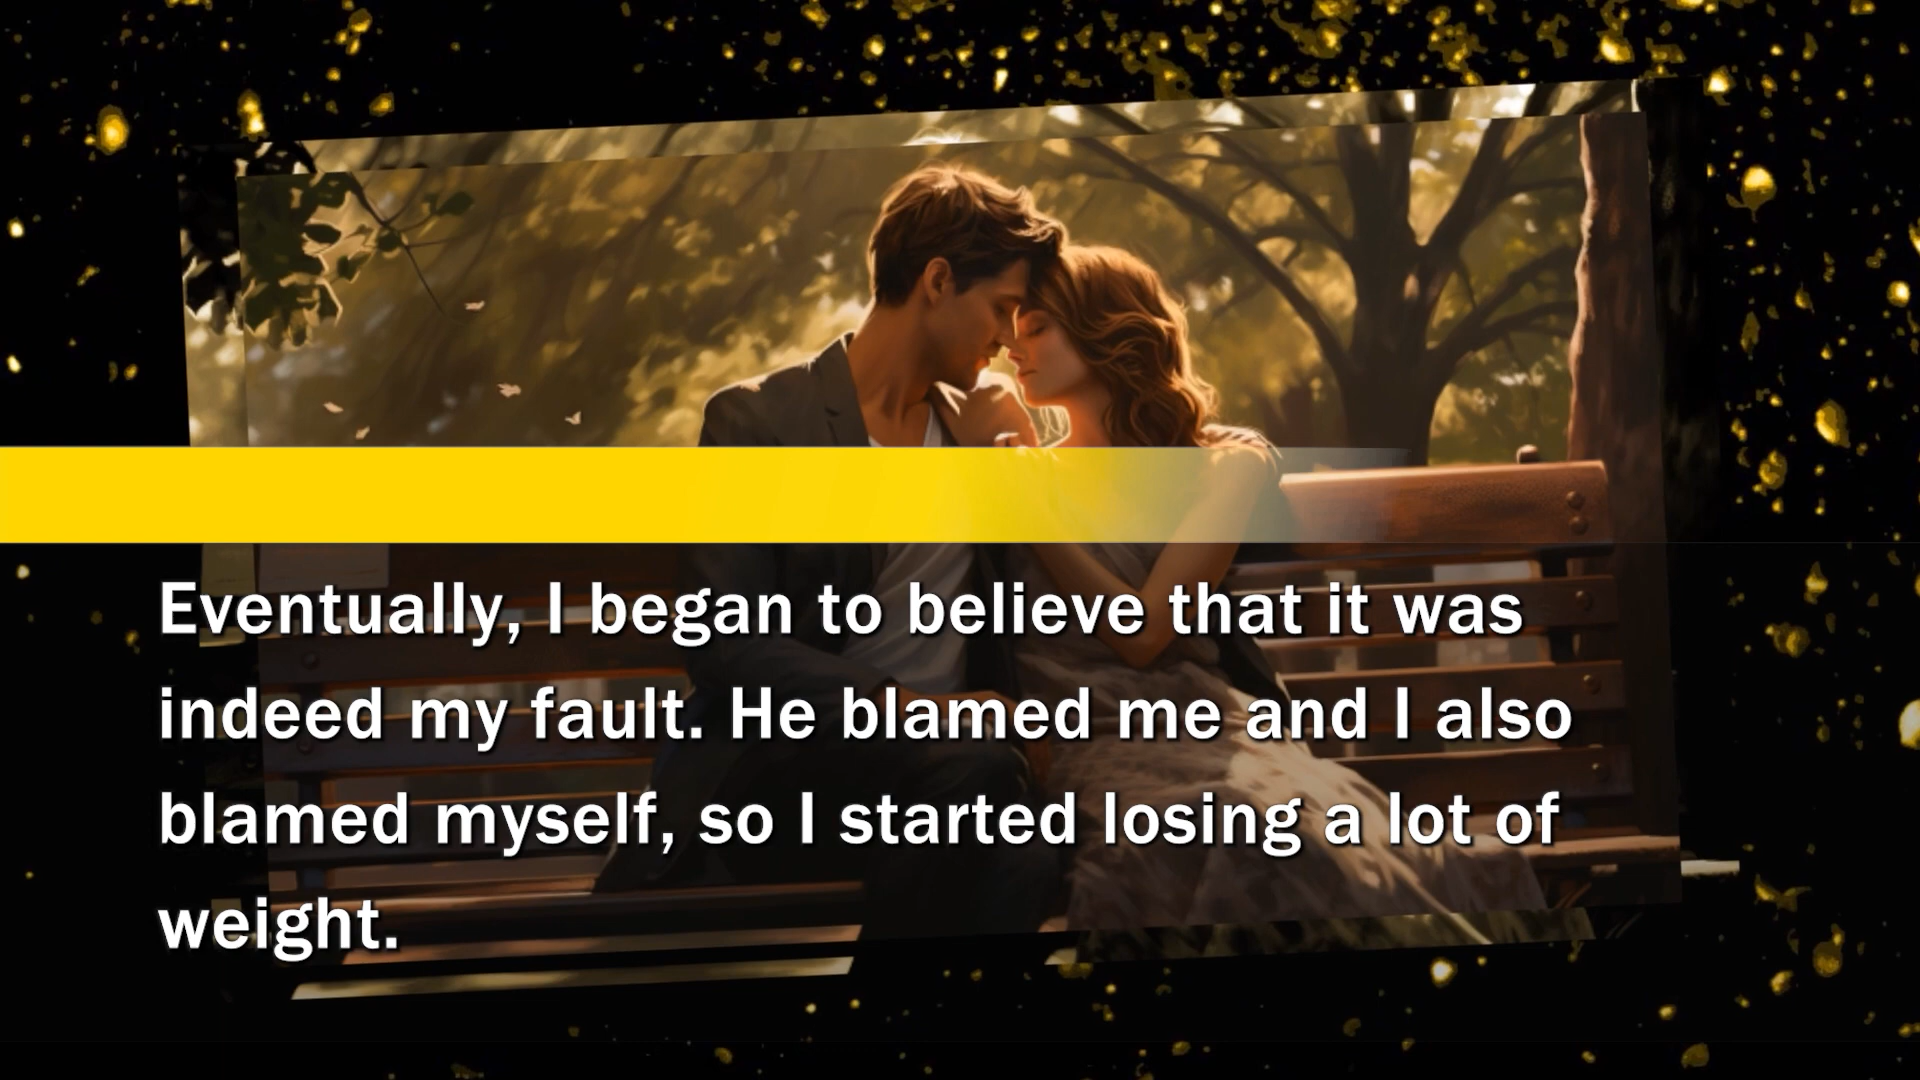 Eventually, I began to believe that it was
indeed my fault. He blamed me and I also
blamed myself, so I started losing a lot of
weight.